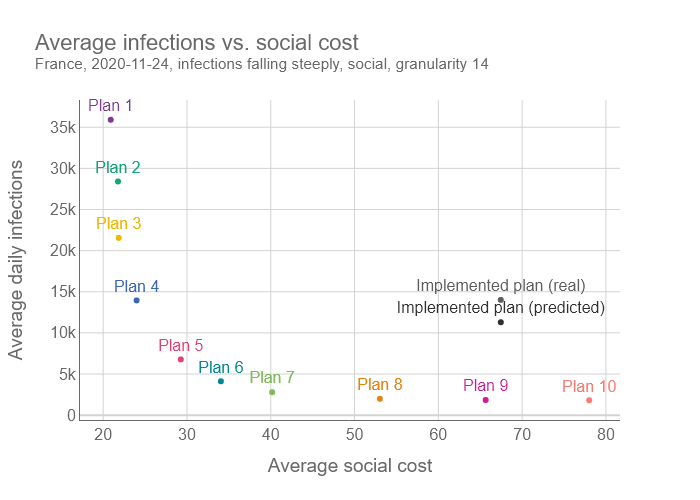 Average infections vs. social cost
France, 2020-11-24, infections falling steeply, social, granularity 14
Plan 1
35k
Plan 2
30k
25k
Plan 3
20k
Plan 4
15k
Implemented plan (real)
Implemented plan (predicted)
10k
Plan 5
Plan 6
Plan 7
5k
Plan 8
Plan 9
Plan 10
0
20
30
40
50
60
70
80
Average daily infections
Average social cost